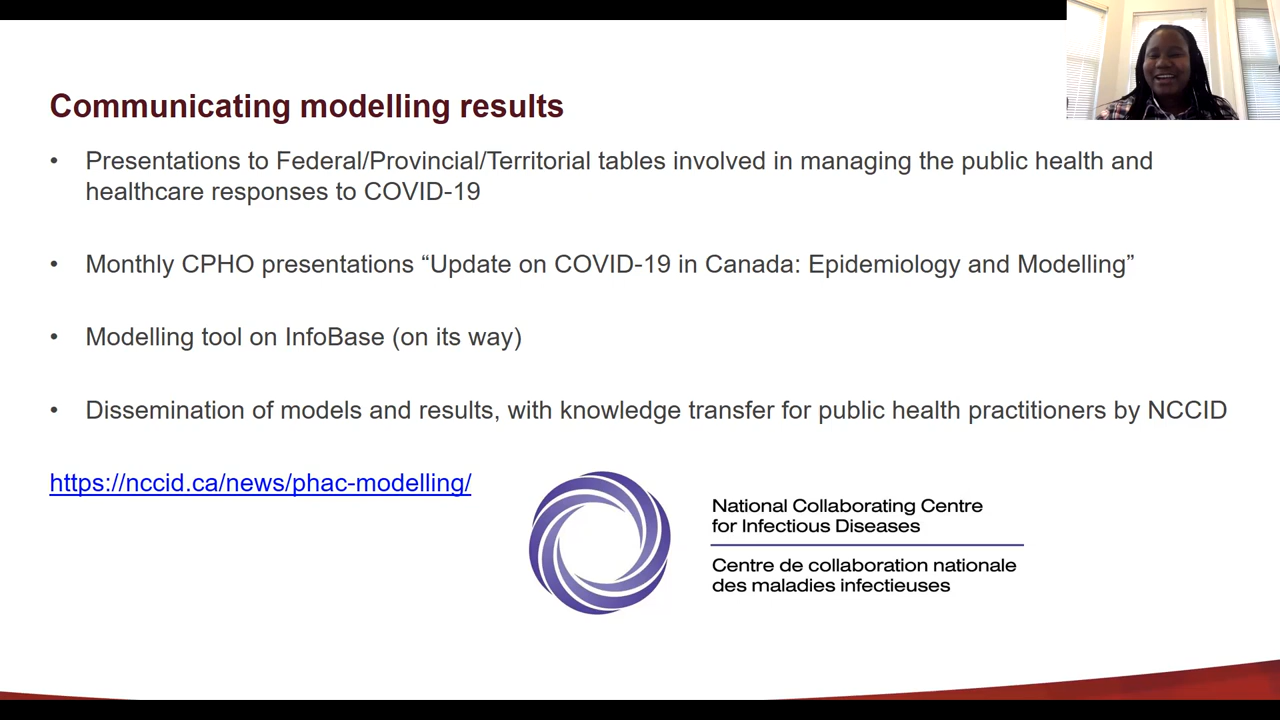 Communicating modelling results
• Presentations to Federal/Provincial/Territorial tables involved in managing the public health and
healthcare responses to COVID-19
• Monthly CPHO presentations “Update on COVID-19 in Canada: Epidemiology and Modelling”
• Modelling tool on InfoBase (on its way)
• Dissemination of models and results, with knowledge transfer for public health practitioners by NCCID
https://nccid.ca/news/phac-modelling/
National Collaborating Centre
for Infectious Diseases
Centre de collaboration nationale
des maladies infectieuses